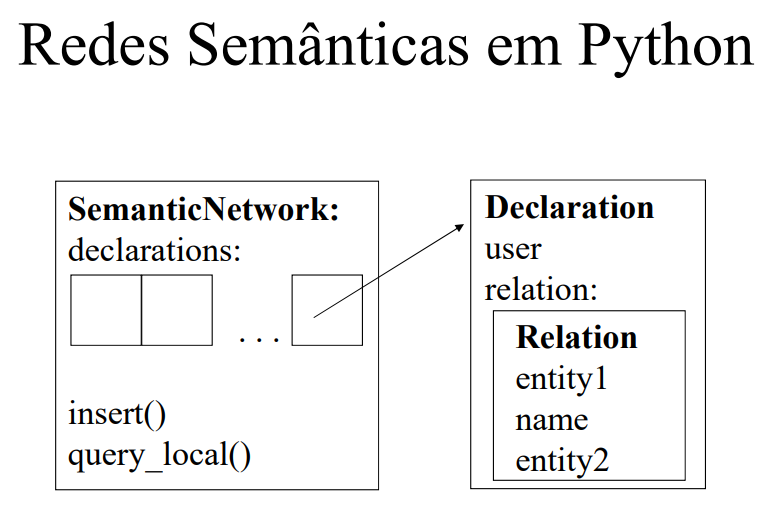 Redes Semânticas em Python
SemanticNetwork:
declarations:
. . .
insert()
query_local()
Declaration
user
relation:
Relation
entity1
name
entity2